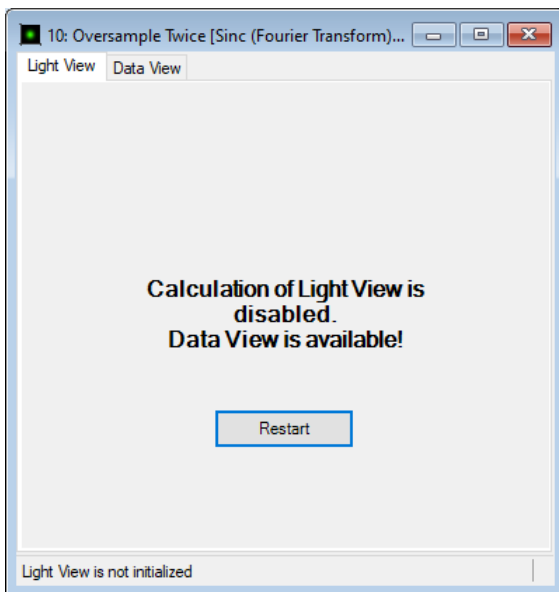 10: Oversample Twice [Sinc (Fourier Transform)...
Light View Data View
Calculation of Light View is
disabled.
Data View is available!
Restart
Light View is not initialized